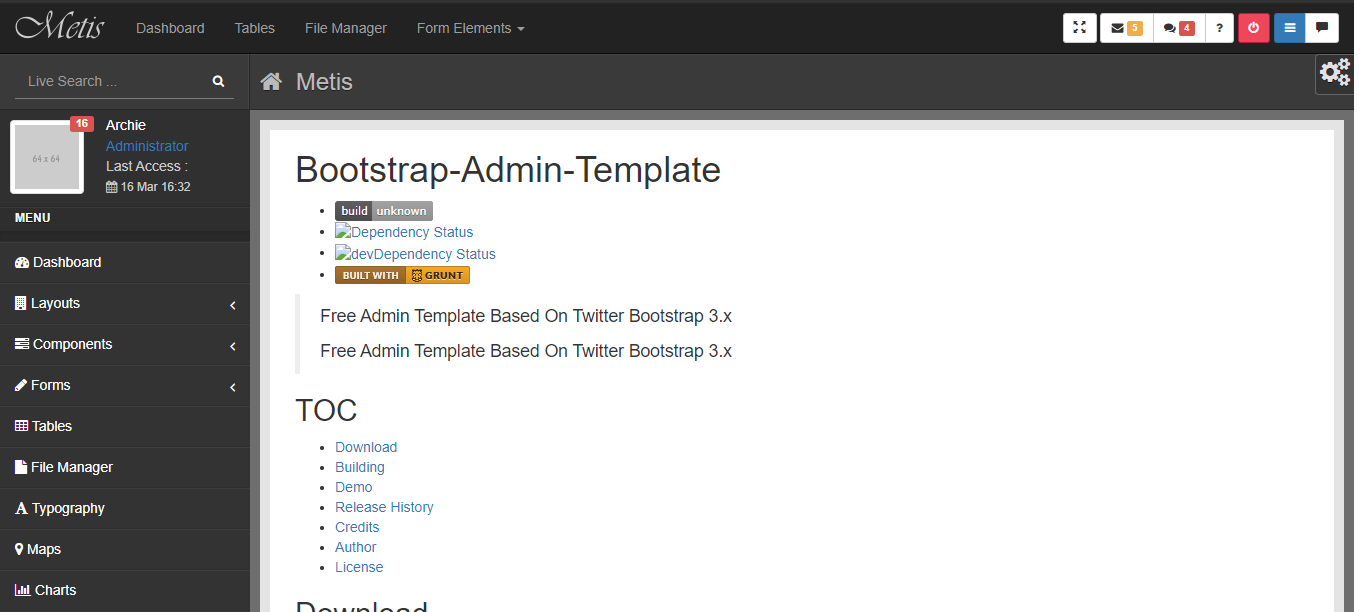 Metis
Dashboard
Tables
File Manager
Form Elements
5
4
?
Live Search ...
Metis
16
64 x 64
Archie
Administrator
Last Access :
16 Mar 16:32
MENU
Dashboard
Layouts
Components
Forms
Tables
File Manager
Typography
Maps
Charts
Bootstrap-Admin-Template
build unknown
Dependency Status
devDependency Status
BUILT WITH GRUNT
Free Admin Template Based On Twitter Bootstrap 3.x
Free Admin Template Based On Twitter Bootstrap 3.x
TOC
Download
Building
Demo
Release History
Credits
Author
License
Download